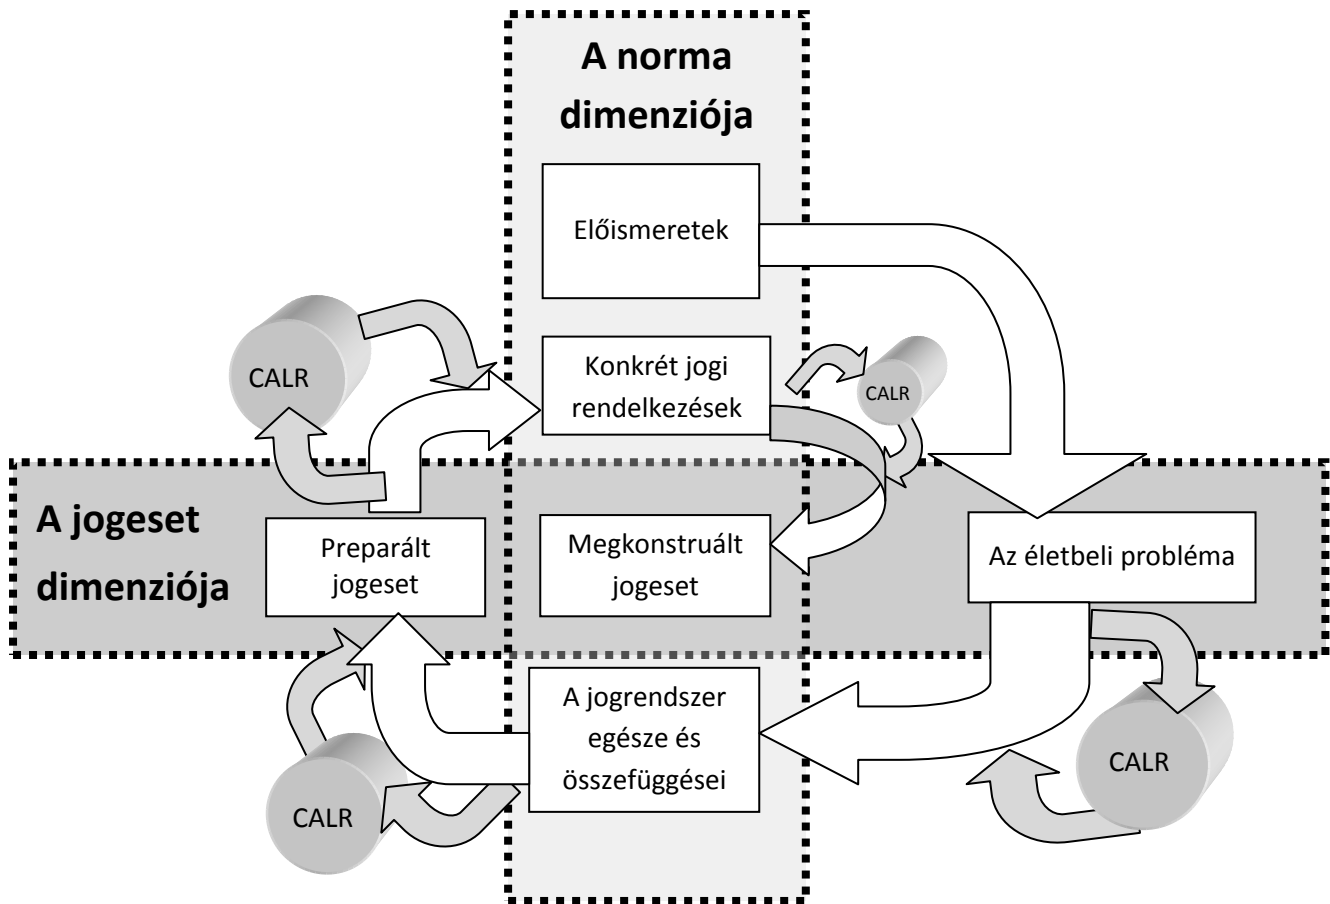 A norma
dimenziója
Előismeretek
CALR
Konkrét jogi
rendelkezések
CALR
A jogeset
dimenziója
Preparált
jogeset
Megkonstruált
jogeset
Az életbeli probléma
A jogrendszer
egésze és
összefüggései
CALR
CALR